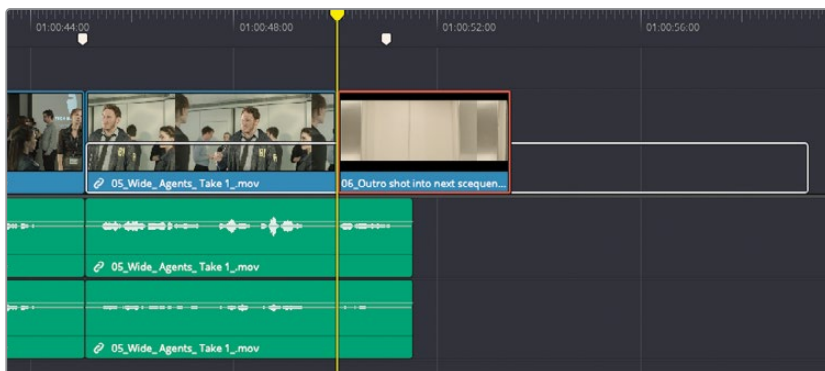 01:00:44:00
01:00:48:00
01:00:52:00
01:00:56:00
05_Wide_ Agents_ Take 1_.mov
06_Outro shot into next scequen...
05_Wide_ Agents_ Take 1_.mov
05_Wide_ Agents_ Take 1_.mov